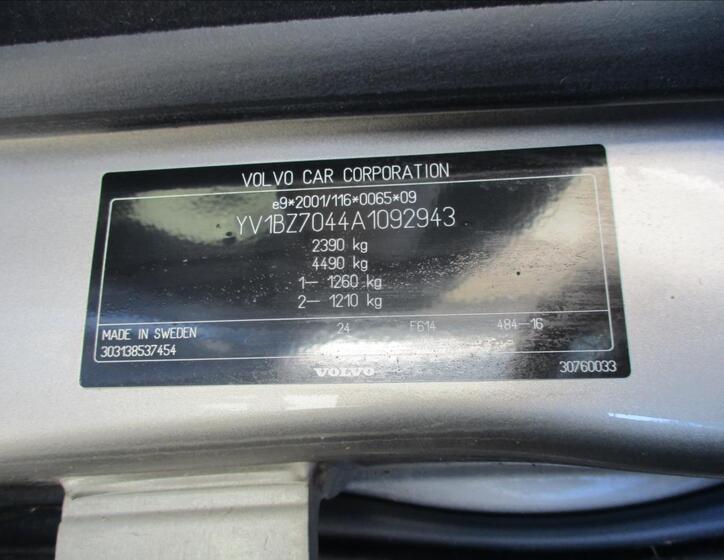 VOLVO CAR CORPORATION
e9*2001/116*0065*09
YV1BZ7044A1092943
2390 kg
4490 kg
1– 1260 kg
2– 1210 kg
MADE IN SWEDEN 24 F614 484–16
303138537454
VOLVO 30760033